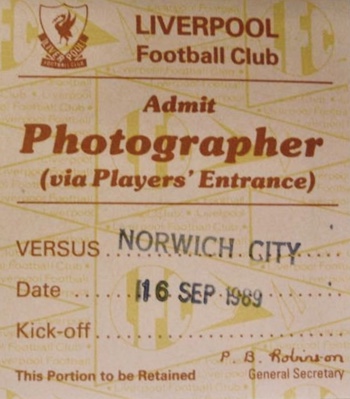 LIVERPOOL
Football Club
Admit
Photographer
(via Players' Entrance)
VERSUS NORWICH CITY
Date 16 SEP 1989
Kick-off
P. B. Robinson
General Secretary
This Portion to be Retained